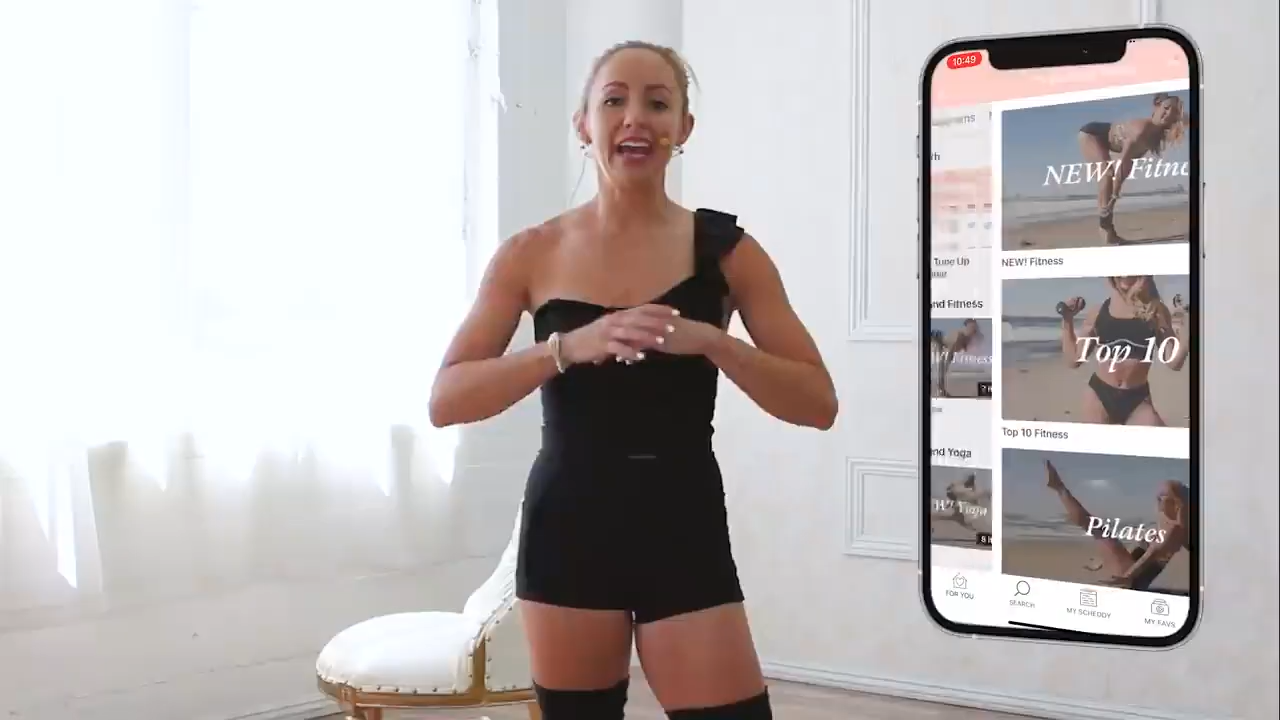 10:49
Tune Up
nd Fitness
nd Yoga
NEW! Fitne
NEW! Fitness
Top 10
Top 10 Fitness
Pilates
FOR YOU
SEARCH
MY SCHEDDY
MY FAVS